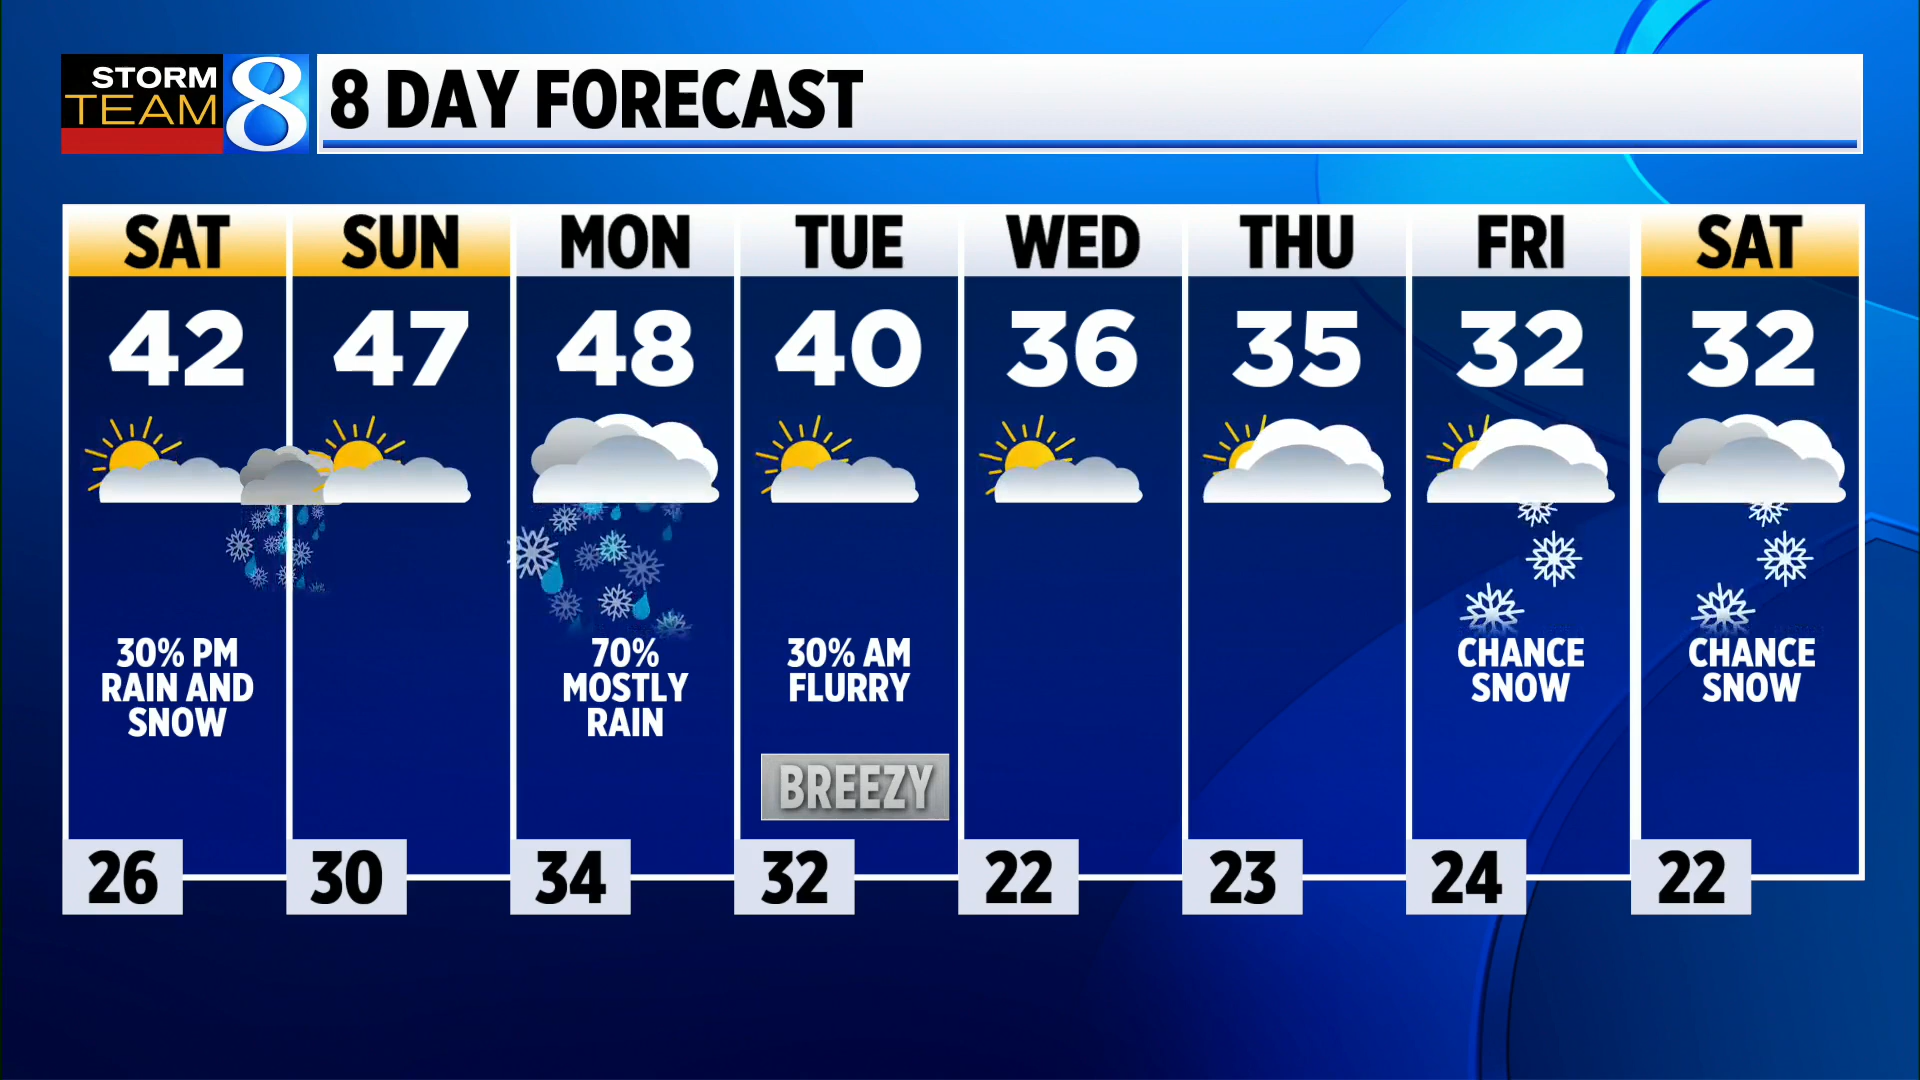 STORM
TEAM
8
8 DAY FORECAST
SAT SUN MON TUE WED THU FRI SAT
42 47 48 40 36 35 32 32
30% PM
RAIN AND
SNOW
70%
MOSTLY
RAIN
30% AM
FLURRY
CHANCE
SNOW
CHANCE
SNOW
BREEZY
26 30 34 32 22 23 24 22